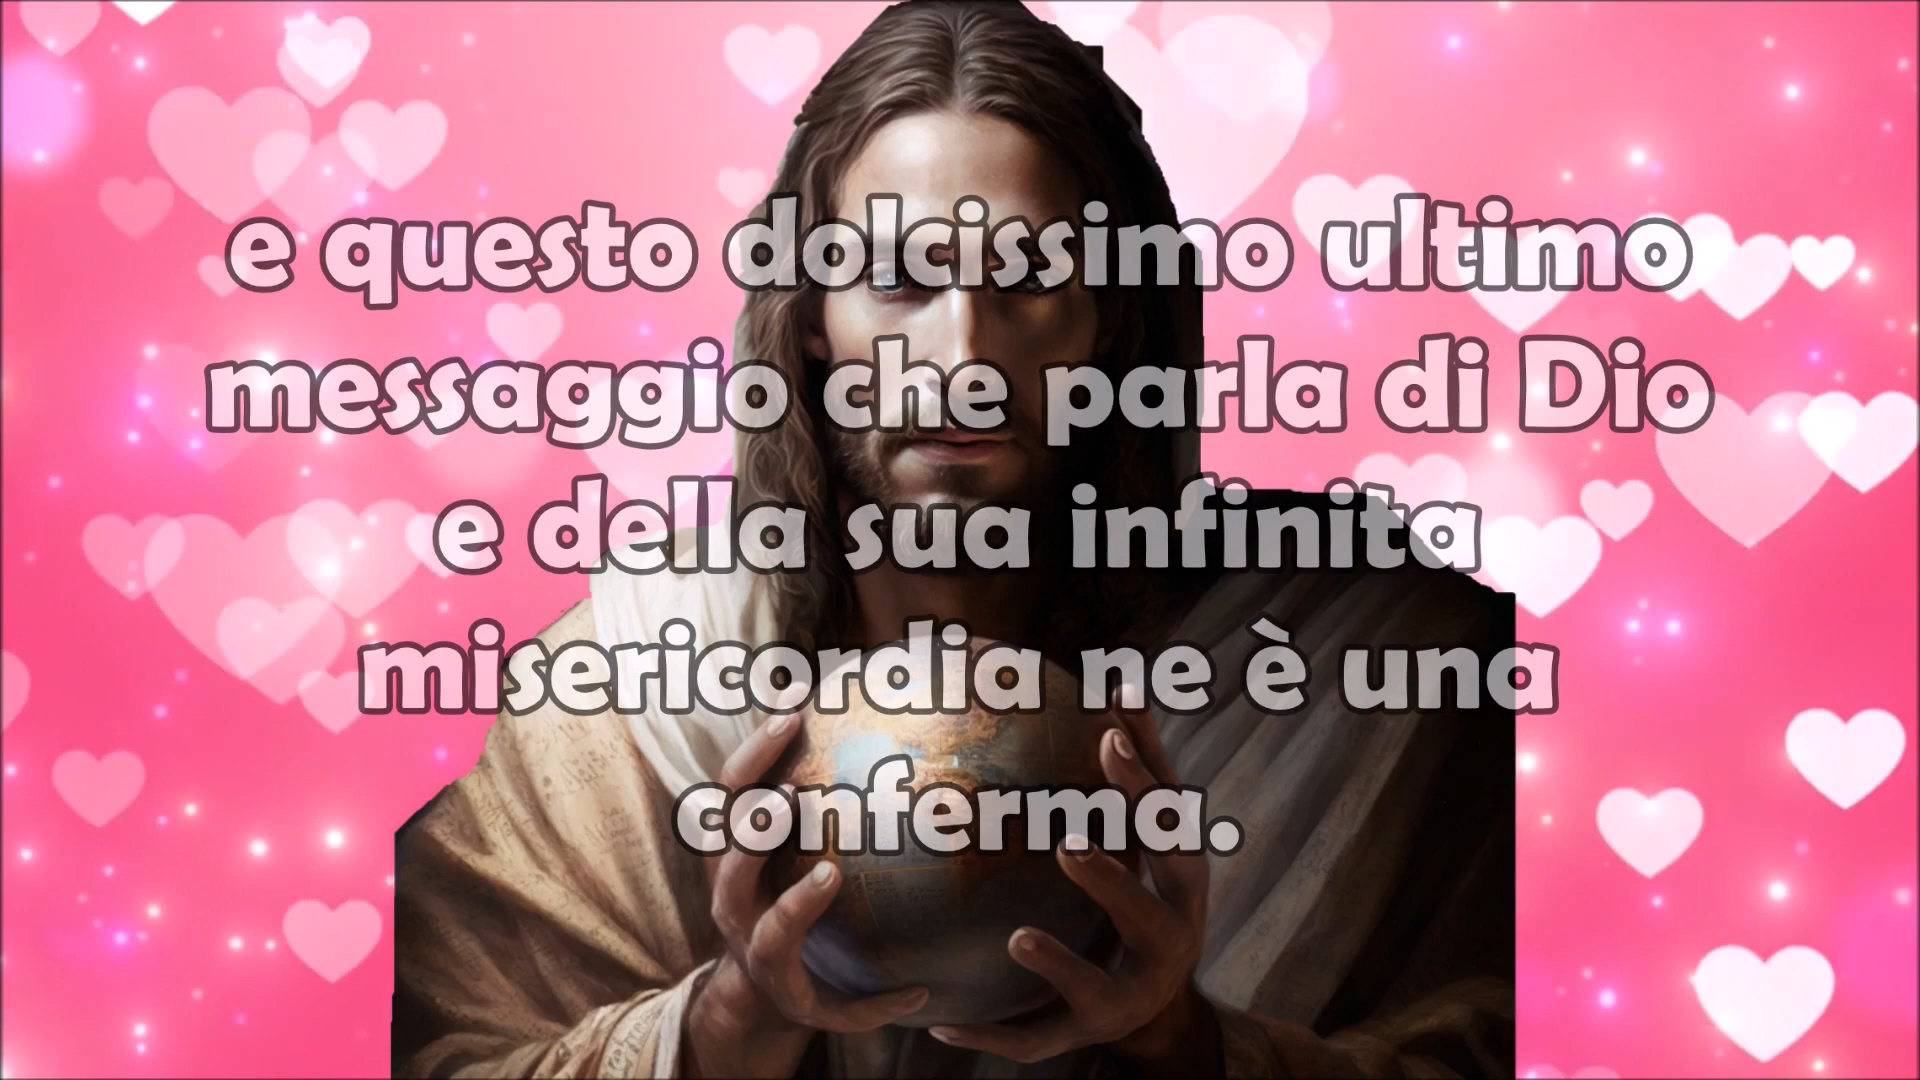 e questo dolcissimo ultimo
messaggio che parla di Dio
e della sua infinita
misericordia ne è una
conferma.